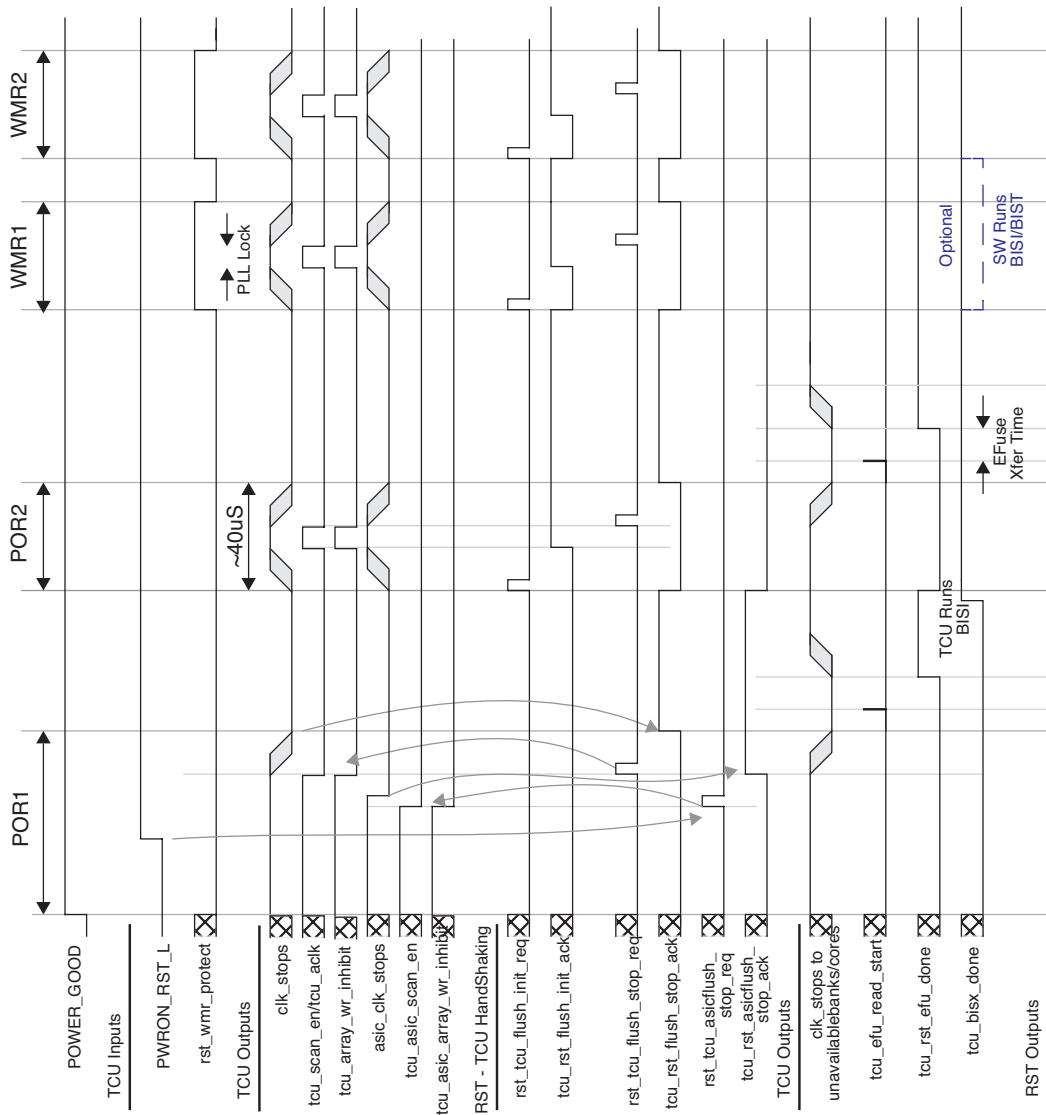 POR1
POR2
WMR1
WMR2
POWER_GOOD
TCU Inputs
PWRON_RST_L
rst_wmr_protect
PLL Lock
TCU Outputs
~40uS
clk_stops
tcu_scan_en/tcu_aclk
tcu_array_wr_inhibit
asic_clk_stops
tcu_asic_scan_en
tcu_asic_array_wr_inhibit
RST - TCU HandShaking
rst_tcu_flush_init_req
tcu_rst_flush_init_ack
rst_tcu_flush_stop_req
tcu_rst_flush_stop_ack
rst_tcu_asicflush_
stop_req
tcu_rst_asicflush_
stop_ack
TCU Outputs
clk_stops to
unavailablebanks/cores
tcu_efu_read_start
tcu_rst_efu_done
TCU Runs
BISI
Optional
tcu_bisx_done
EFuse
Xfer Time
SW Runs
BISI/BIST
RST Outputs